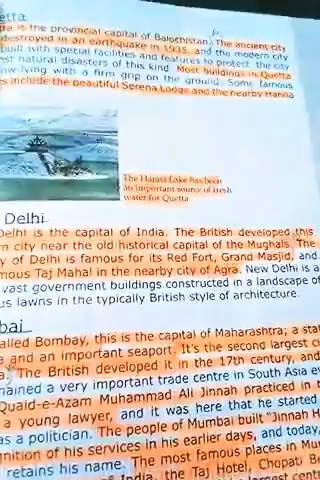 etta
tta is the provincial capital of Balochistan. The ancient city
destroyed in an earthquake in 1935, and the modern city
built with special facilities and features to protect the city
nst natural disasters of this kind. Most buildings in Quetta
ow-lying with a firm grip on the ground. Some famous
s include the beautiful Serena Lodge and the nearby Hanna
The Hanna Lake has been
an important source of fresh
water for Quetta
Delhi
Delhi is the capital of India. The British developed this
n city near the old historical capital of the Mughals. The
y of Delhi is famous for its Red Fort, Grand Masjid, and
mous Taj Mahal in the nearby city of Agra. New Delhi is a
vast government buildings constructed in a landscape of
us lawns in the typically British style of architecture.
bai
alled Bombay, this is the capital of Maharashtra; a stat
a and an important seaport. It's the second largest ci
a. The British developed it in the 17th century, and
mained a very important trade centre in South Asia ev
Quaid-e-Azam Muhammad Ali Jinnah practiced in t
a young lawyer, and it was here that he started
as a politician. The people of Mumbai built "Jinnah H
gnition of his services in his earlier days, and today,
retains his name. The most famous places in Mu
of India, the Taj Hotel, Chopati Be
largest cent